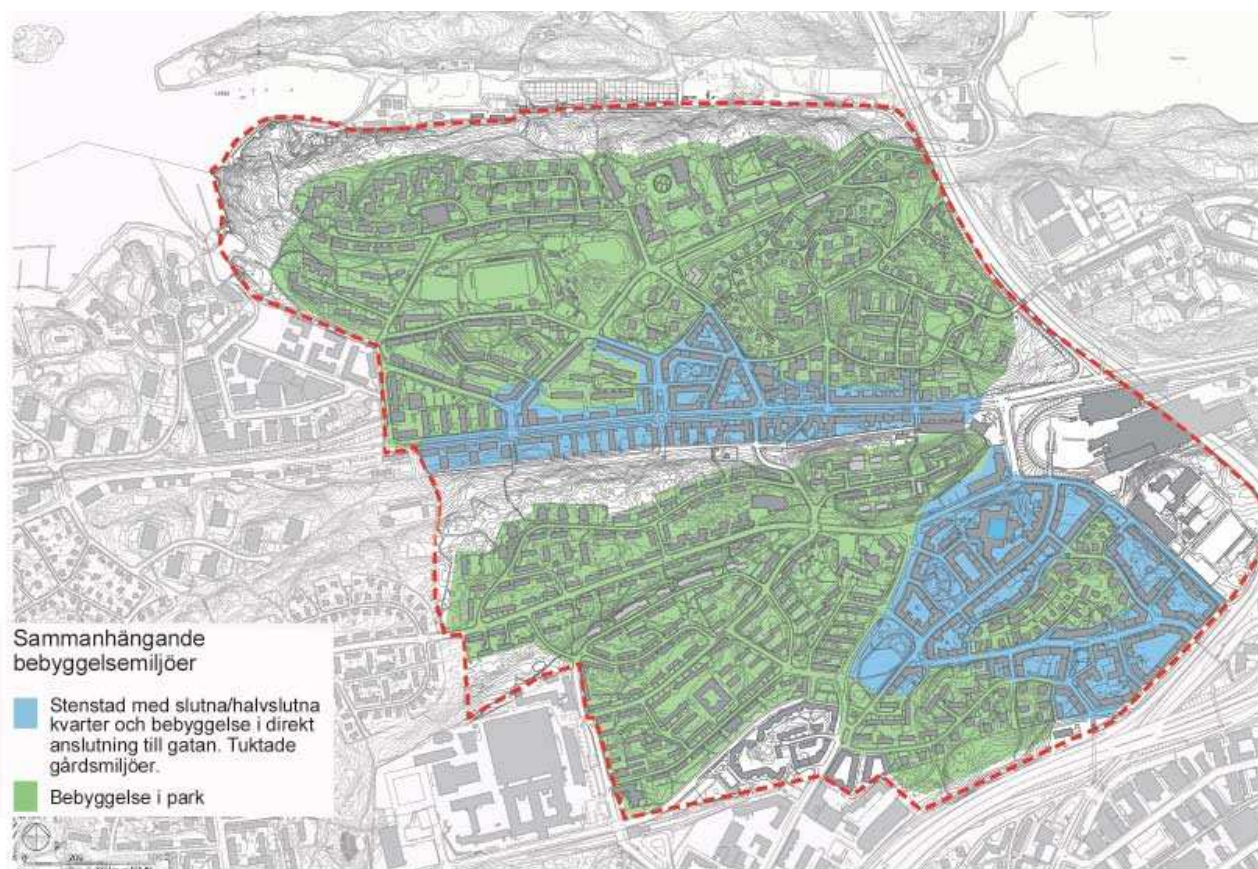 Sammanhängande
bebyggelsemiljöer
Stenstad med slutna/halvslutna
kvarter och bebyggelse i direkt
anslutning till gatan. Tuktade
gårdsmiljöer.
Bebyggelse i park